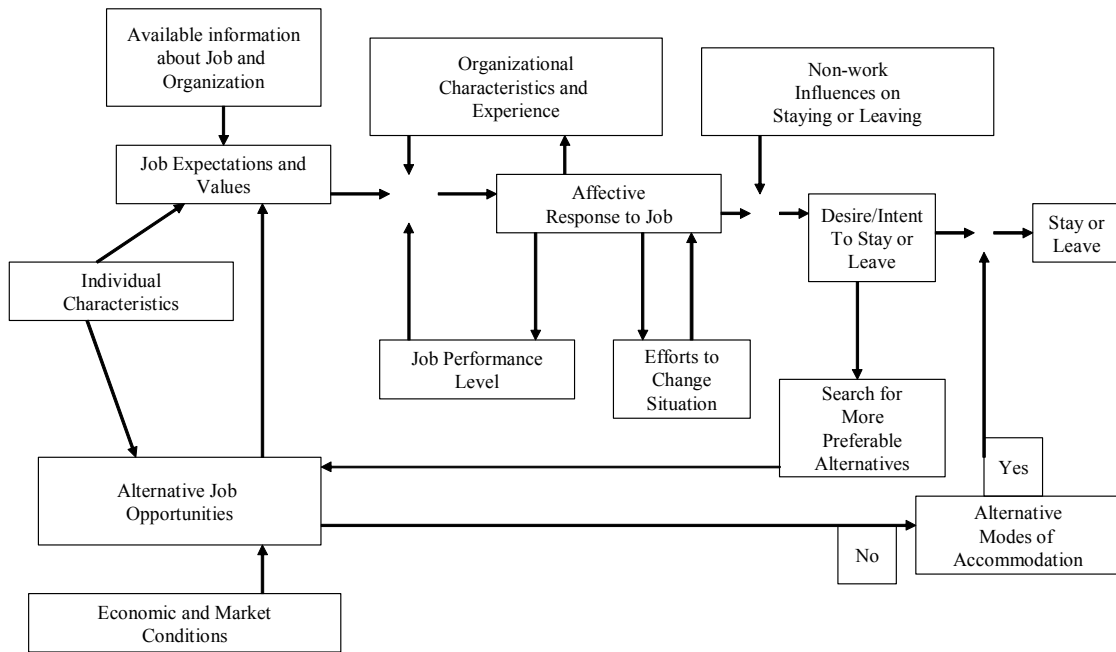 Available information
about Job and
Organization
Organizational
Characteristics and
Experience
Non-work
Influences on
Staying or Leaving
Job Expectations and
Values
Affective
Response to Job
Desire/Intent
To Stay or
Leave
Stay or
Leave
Individual
Characteristics
Job Performance
Level
Efforts to
Change
Situation
Search for
More
Preferable
Alternatives
Yes
Alternative Job
Opportunities
No
Alternative
Modes of
Accommodation
Economic and Market
Conditions